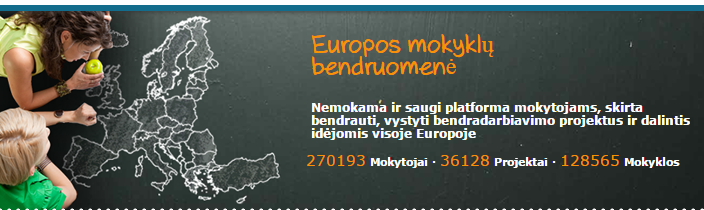 Europos mokyklų
bendruomenė
Nemokama ir saugi platforma mokytojams, skirta
bendrauti, vystyti bendradarbiavimo projektus ir dalintis
idėjomis visoje Europoje
270193 Mokytojai · 36128 Projektai · 128565 Mokyklos